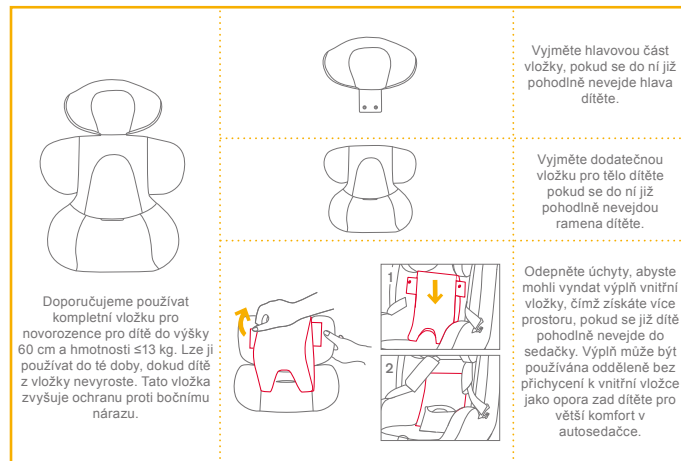 Doporučujeme používat
kompletní vložku pro
novorozence pro dítě do výšky
60 cm a hmotnosti ≤13 kg. Lze ji
používat do té doby, dokud dítě
z vložky nevyroste. Tato vložka
zvyšuje ochranu proti bočnímu
nárazu.
Vyjměte hlavovou část
vložky, pokud se do ní již
pohodlně nevejde hlava
dítěte.
Vyjměte dodatečnou
vložku pro tělo dítěte
pokud se do ní již
pohodlně nevejdou
ramena dítěte.
1
2
Odepněte úchyty, abyste
mohli vyndat výplň vnitřní
vložky, čímž získáte více
prostoru, pokud se již dítě
pohodlně nevejde do
sedačky. Výplň může být
používána odděleně bez
přichycení k vnitřní vložce
jako opora zad dítěte pro
větší komfort v
autosedačce.